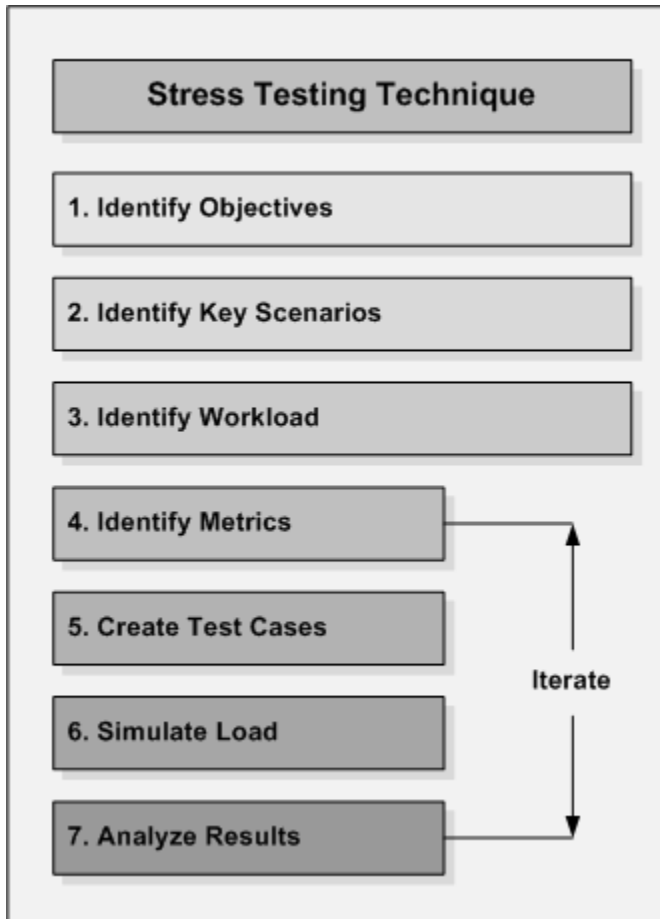 Stress Testing Technique
1. Identify Objectives
2. Identify Key Scenarios
3. Identify Workload
4. Identify Metrics
5. Create Test Cases
Iterate
6. Simulate Load
7. Analyze Results